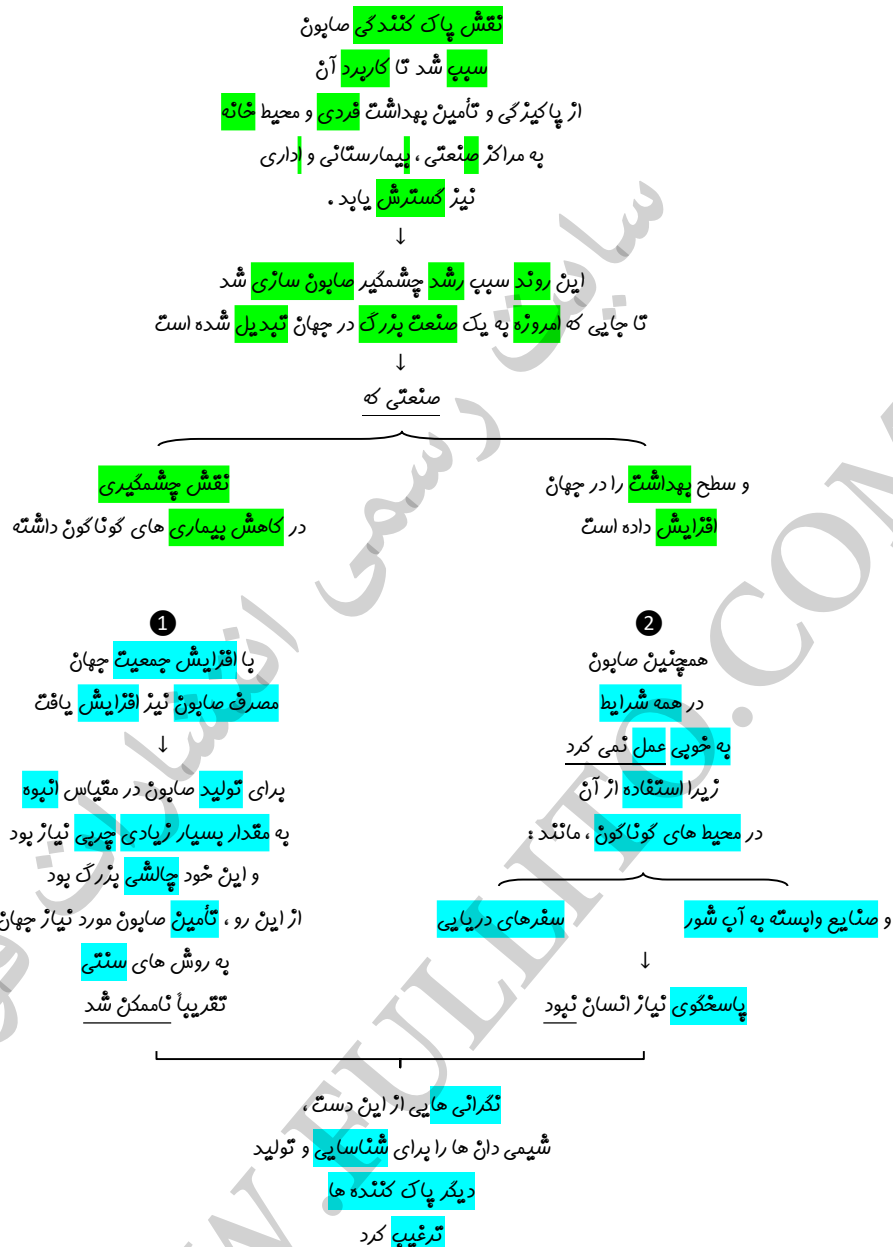 نقش پاک کنندگی صابون
سبب شد تا کاربرد آن
از پاکیزگی و تأمین بهداشت فردی و محیط خانه
به مراکز صنعتی ، بیمارستانی و اداری
نیز گسترش یابد .
↓
این روند سبب رشد چشمگیر صابون سازی شد
تا جایی که امروزه به یک صنعت بزرگ در جهان تبدیل شده است
↓
صنعتی که
نقش چشمگیری
در کاهش بیماری های گوناگون داشته
و سطح بهداشت را در جهان
افزایش داده است
❶
با افزایش جمعیت جهان
مصرف صابون نیز افزایش یافت
↓
برای تولید صابون در مقیاس انبوه
به مقدار بسیار زیادی چربی نیاز بود
و این خود چالشی بزرگ بود
از این رو ، تأمین صابون مورد نیاز جهان
به روش های سنتی
تقریباً ناممکن شد
❷
همچنین صابون
در همه شرایط
به خوبی عمل نمی کرد
زیرا استفاده از آن
در محیط های گوناگون ، مانند :
سفرهای دریایی
و صنایع وابسته به آب شور
↓
پاسخگوی نیاز انسان نبود
نگرانی هایی از این دست ،
شیمی دان ها را برای شناسایی و تولید
دیگر پاک کننده ها
ترغیب کرد
سایت رسمی انتشارات
WWW.FULLITO.COM